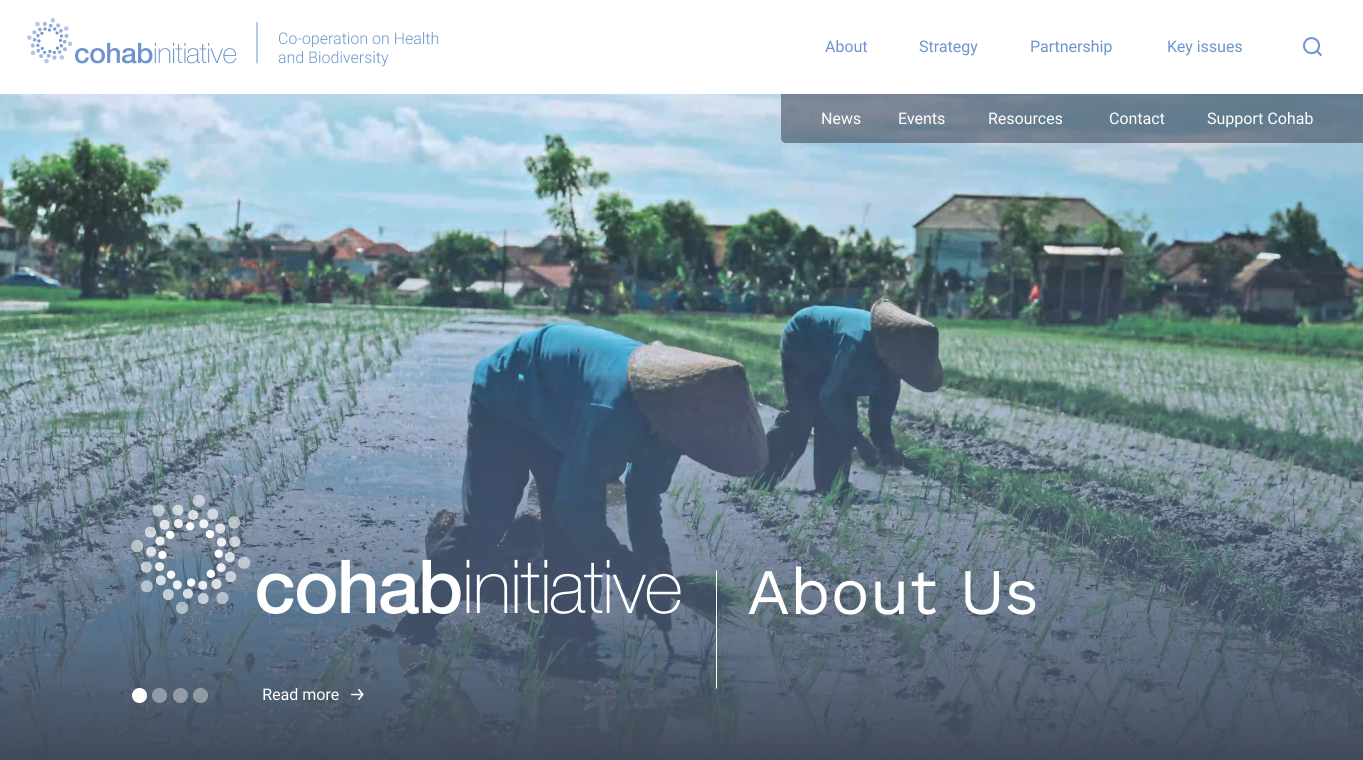 cohabinitiative
Co-operation on Health
and Biodiversity
About Strategy Partnership Key issues
News Events Resources Contact Support Cohab
cohabinitiative
About Us
Read more